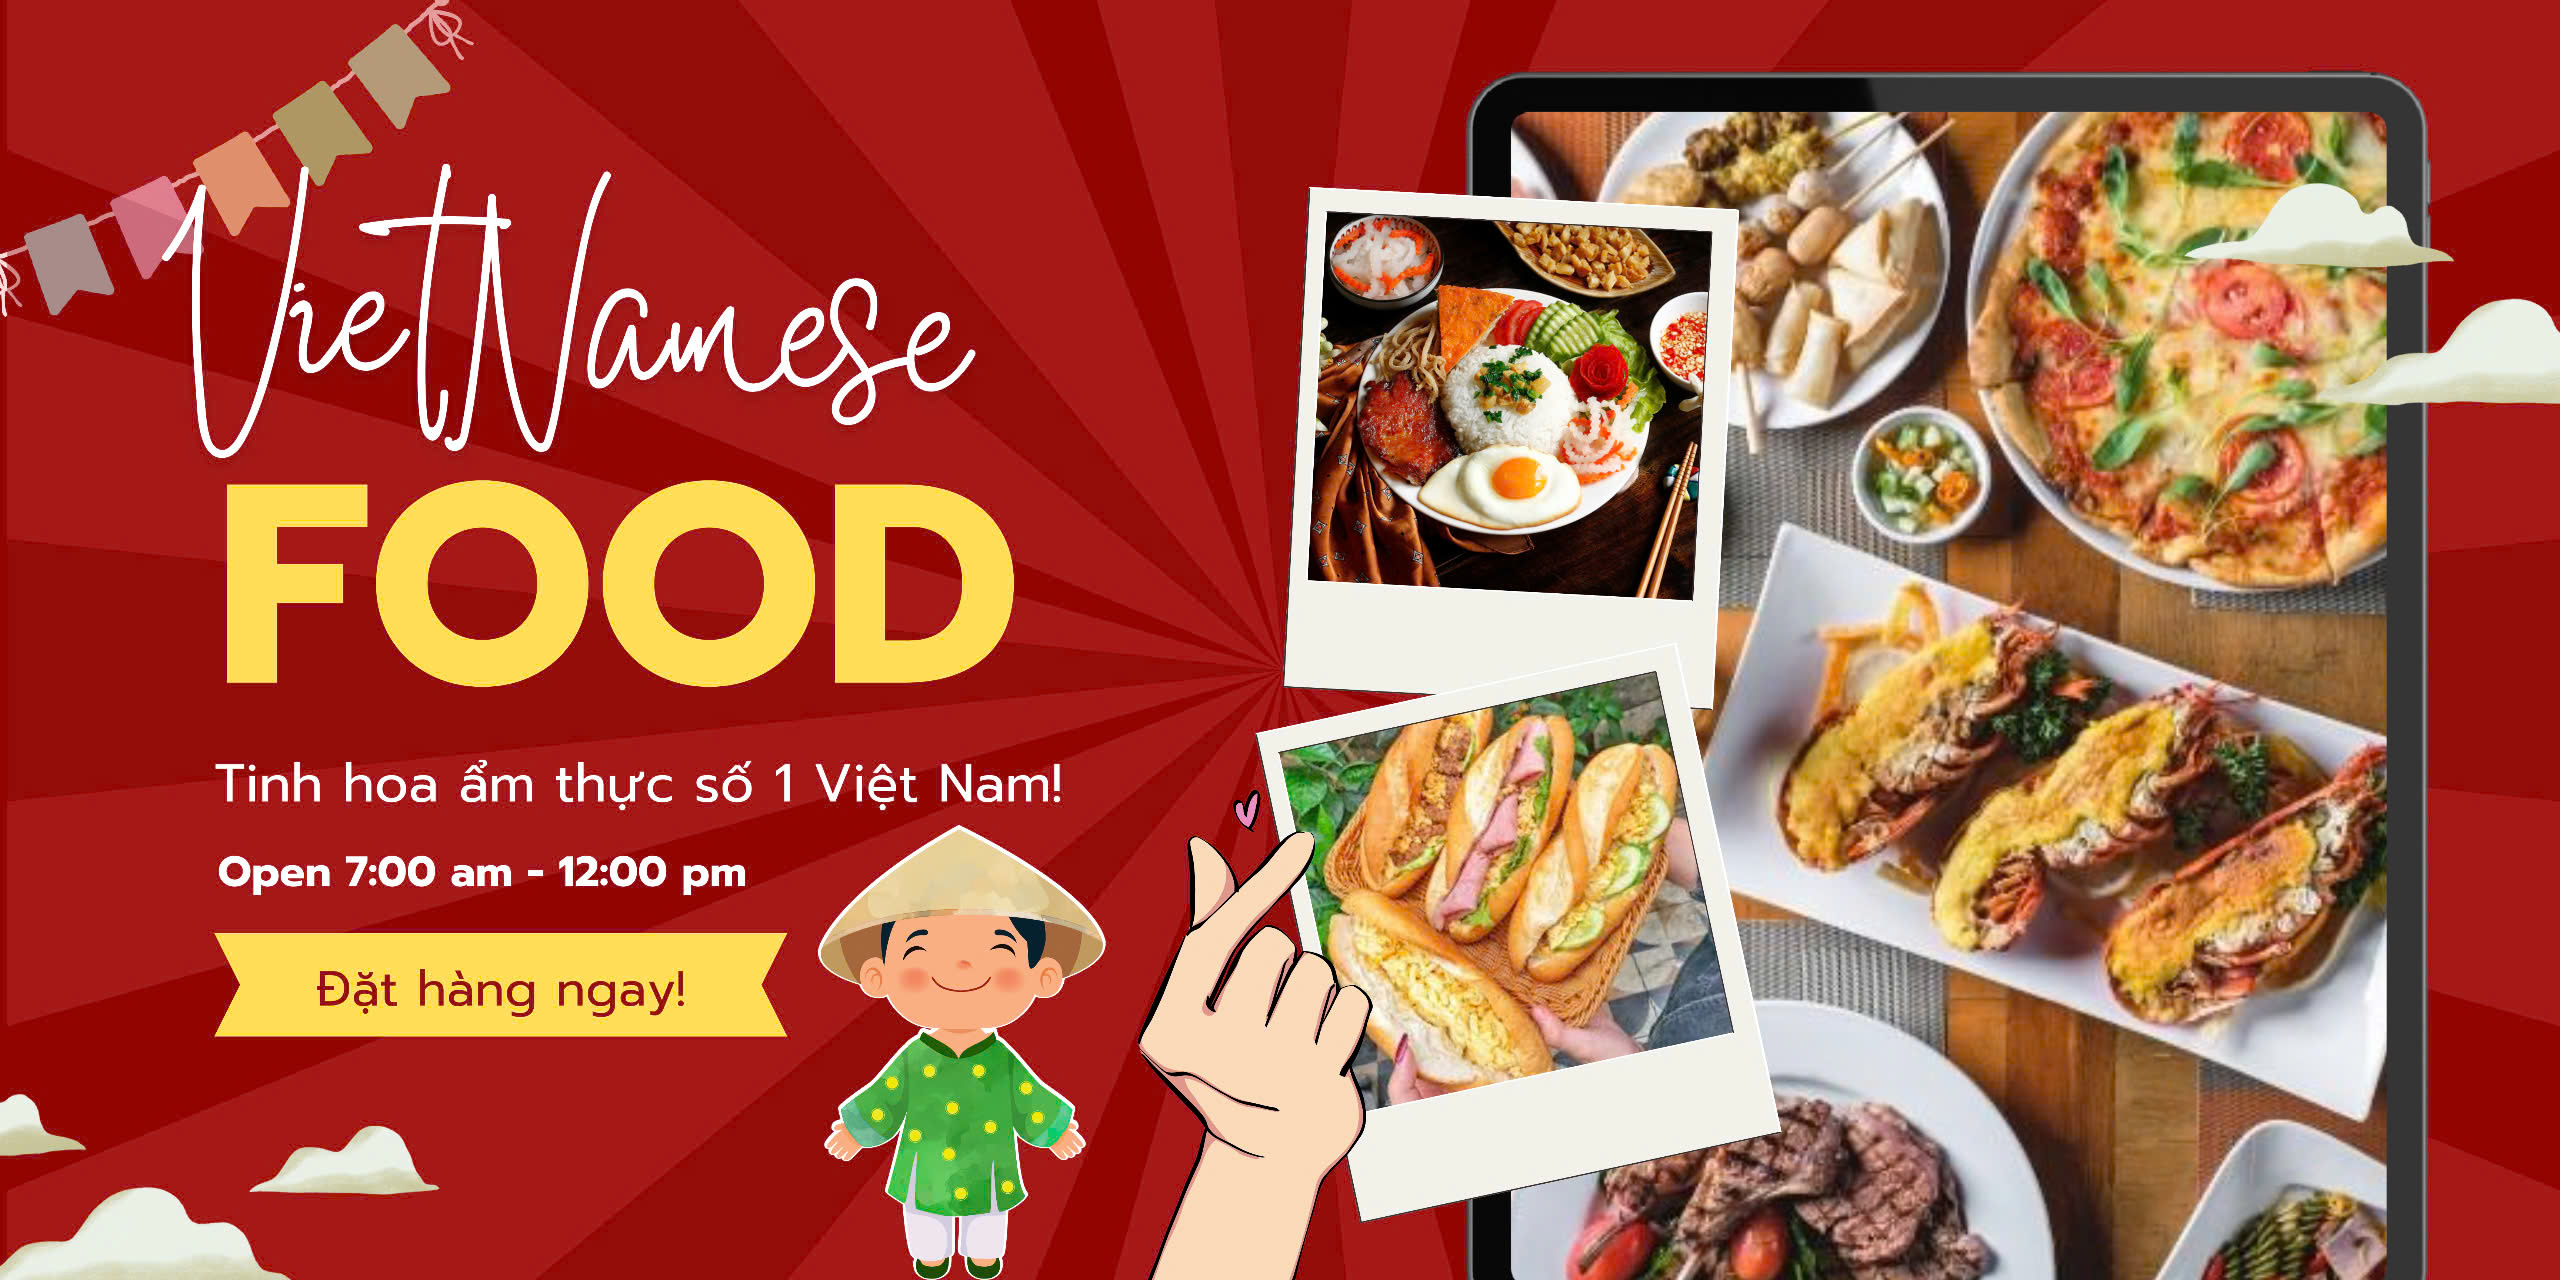 VietNamese
FOOD
Tinh hoa ẩm thực số 1 Việt Nam!
Open 7:00 am - 12:00 pm
Đặt hàng ngay!